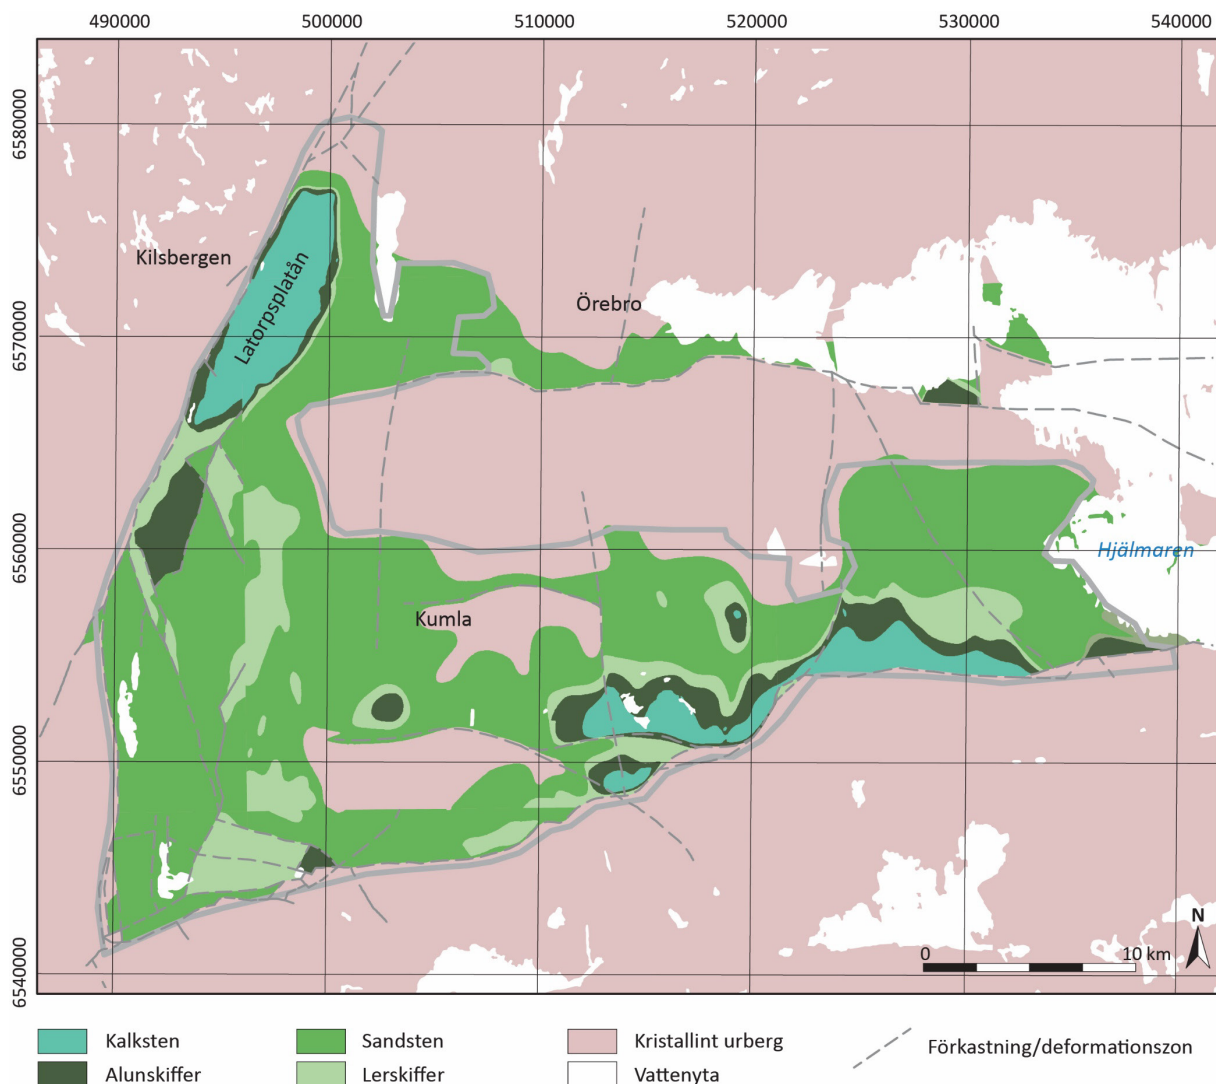 490000 500000 510000 520000 530000 540000
6580000
Kilsbergen
Latorpsplatån
Örebro
6570000
6560000
Hjälmaren
Kumla
6550000
N
0 10 km
6540000
Kalksten Sandsten Kristallint urberg Förkastning/deformationszon
Alunskiffer Lerskiffer Vattenyta